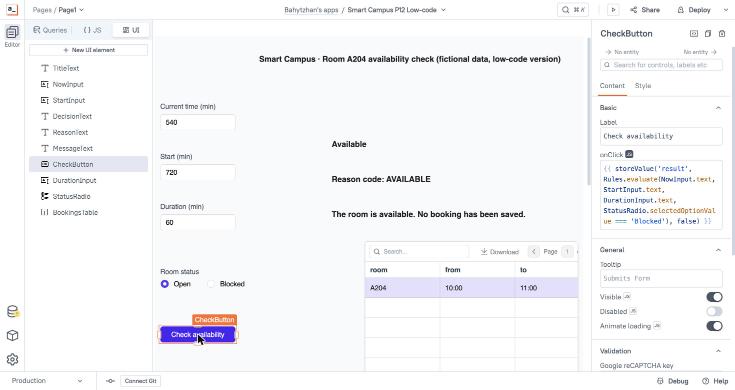 Pages / Page1
Bahytzhan's apps / Smart Campus P12 Low-code
⌘ K
Share
Deploy
Editor
Queries
JS
UI
+ New UI element
TitleText
NowInput
StartInput
DecisionText
ReasonText
MessageText
CheckButton
DurationInput
StatusRadio
BookingsTable
Smart Campus · Room A204 availability check (fictional data, low-code version)
Current time (min)
540
Start (min)
720
Duration (min)
60
Room status
Open
Blocked
CheckButton
Check availability
Available
Reason code: AVAILABLE
The room is available. No booking has been saved.
Search...
Download
Page
1
room
from
to
A204
10:00
11:00
CheckButton
No entity
No entity
Search for controls, labels etc
Content
Style
Basic
Label
Check availability
onClick JS
{{ storeValue('result',
Rules.evaluate(NowInput.text,
StartInput.text,
DurationInput.text,
StatusRadio.selectedOptionVal
ue === 'Blocked'), false) }}
General
Tooltip
Submits Form
Visible JS
Disabled JS
Animate loading JS
Validation
Google reCAPTCHA key
Production
Connect Git
Debug
Help